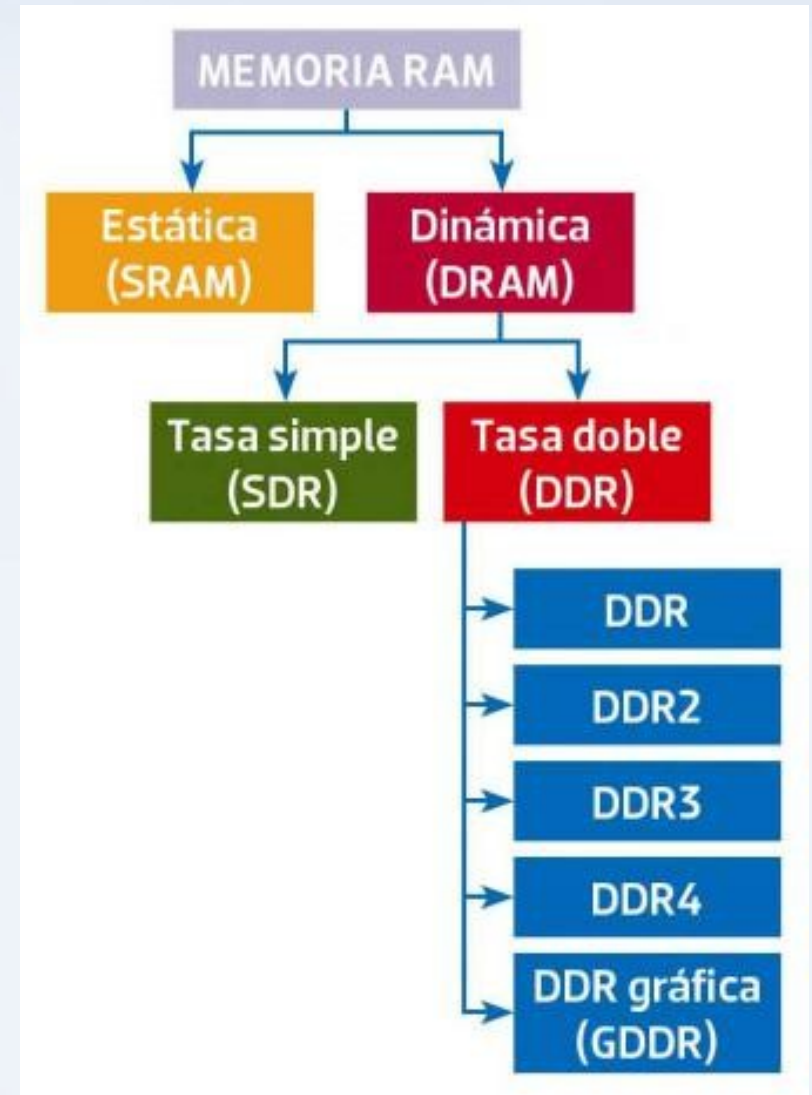 MEMORIA RAM
Estática
(SRAM)
Dinámica
(DRAM)
Tasa simple
(SDR)
Tasa doble
(DDR)
DDR
DDR2
DDR3
DDR4
DDR gráfica
(GDDR)